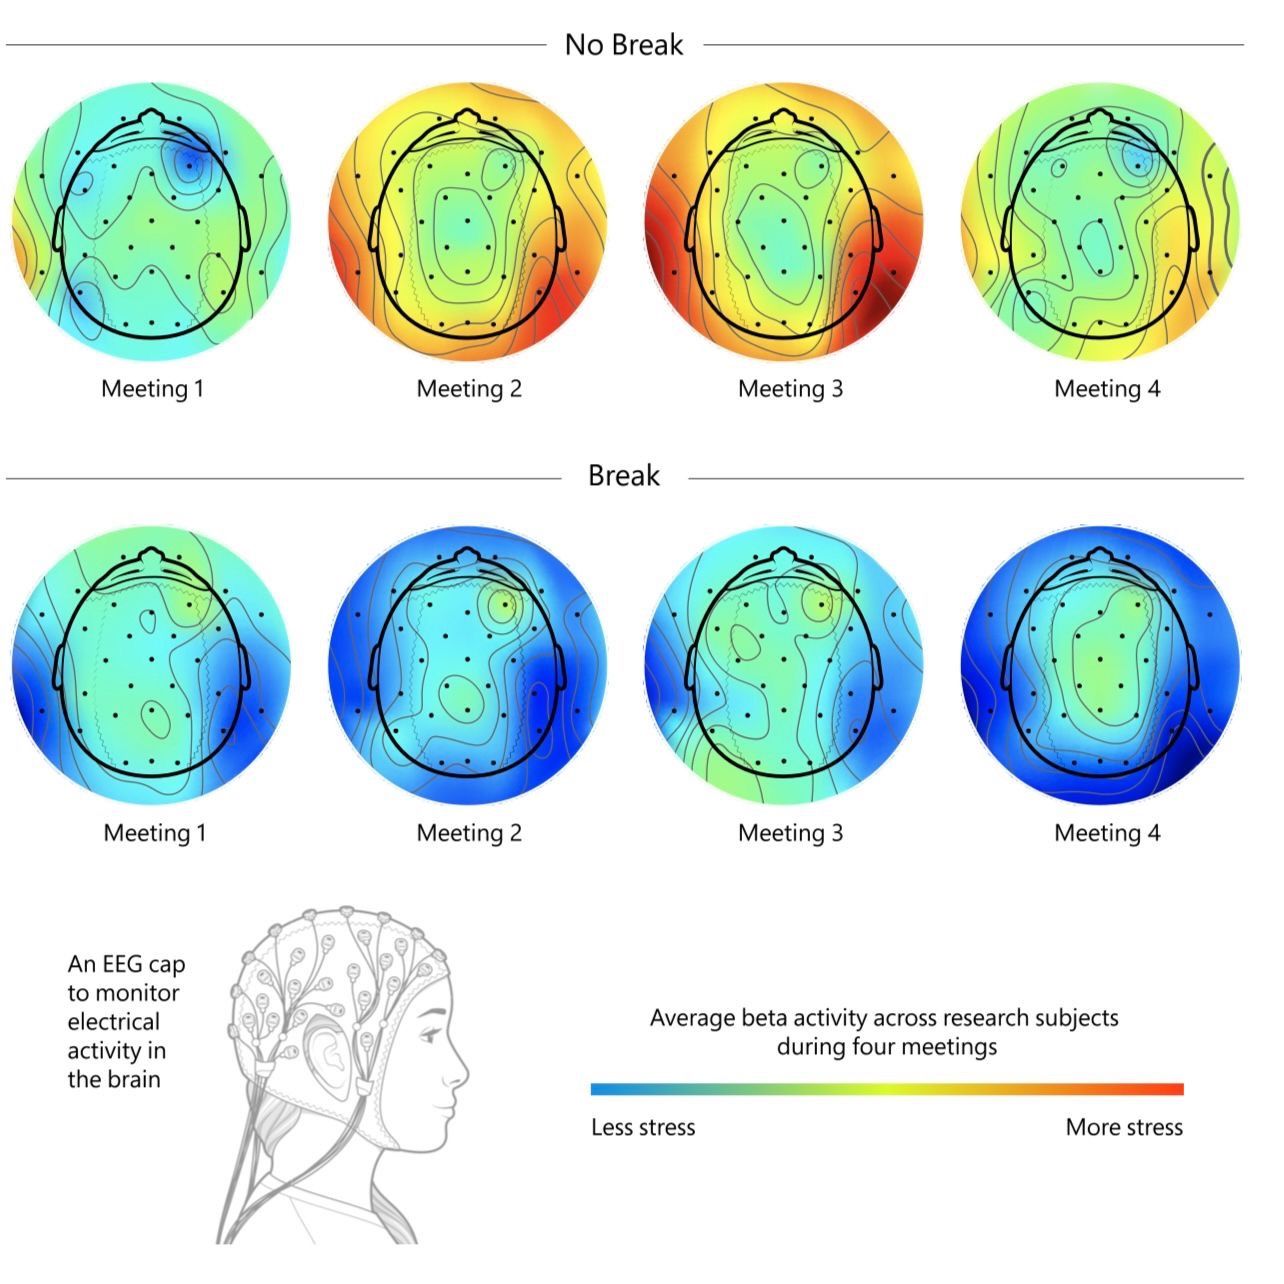 No Break
Meeting 1
Meeting 2
Meeting 3
Meeting 4
Break
Meeting 1
Meeting 2
Meeting 3
Meeting 4
An EEG cap
to monitor
electrical
activity in
the brain
Average beta activity across research subjects
during four meetings
Less stress
More stress